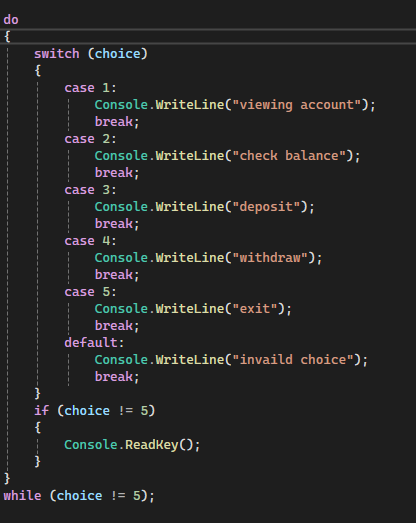 do
{
    switch (choice)
    {
        case 1:
            Console.WriteLine("viewing account");
            break;
        case 2:
            Console.WriteLine("check balance");
            break;
        case 3:
            Console.WriteLine("deposit");
            break;
        case 4:
            Console.WriteLine("withdraw");
            break;
        case 5:
            Console.WriteLine("exit");
            break;
        default:
            Console.WriteLine("invaild choice");
            break;
    }
    if (choice != 5)
    {
        Console.ReadKey();
    }
}
while (choice != 5);